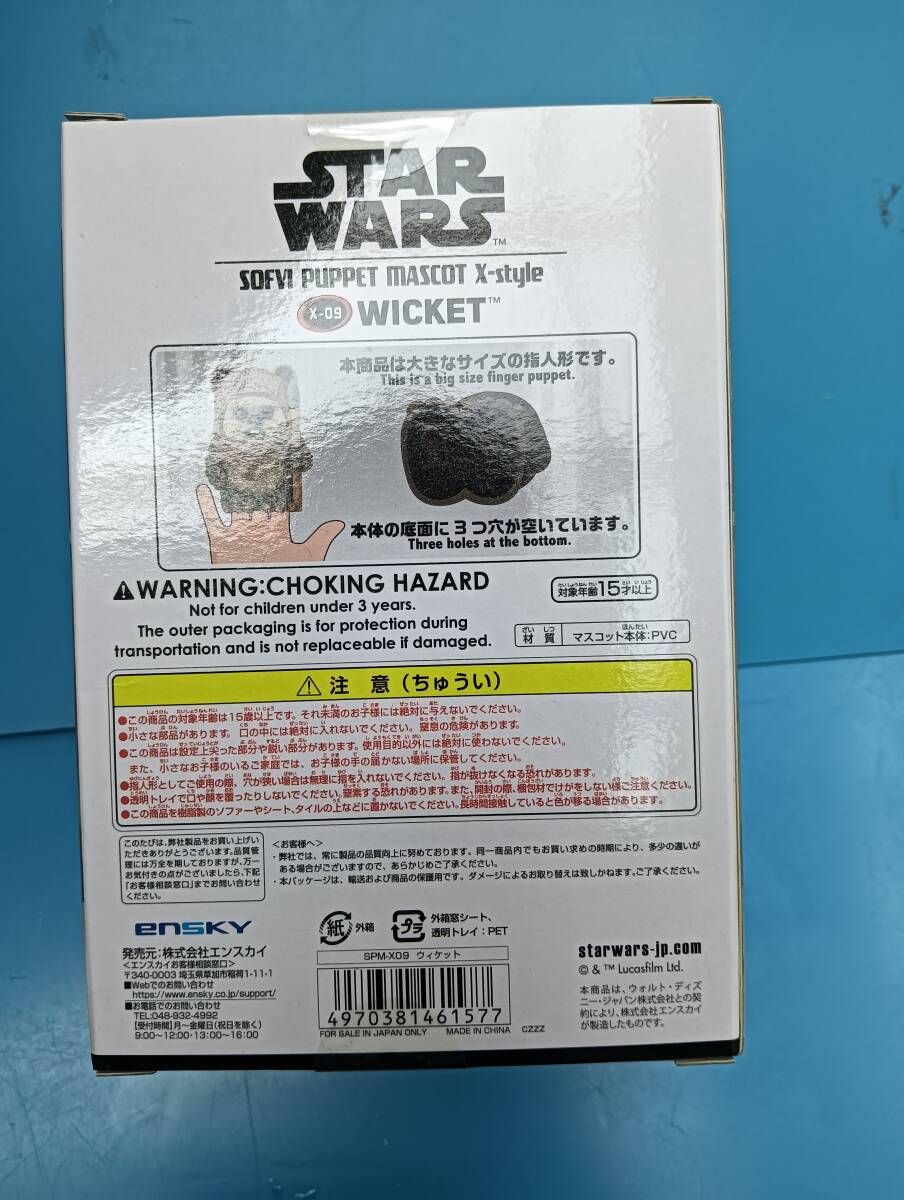 STAR
WARS™
SOFVI PUPPET MASCOT X-style
X-09 WICKET™
本商品は大きなサイズの指人形です。
This is a big size finger puppet.
本体の底面に3つ穴が空いています。
Three holes at the bottom.
⚠WARNING:CHOKING HAZARD
Not for children under 3 years.
The outer packaging is for protection during
transportation and is not replaceable if damaged.
対象年齢15才以上
材質 マスコット本体:PVC
⚠注 意(ちゅうい)
●この商品の対象年齢は15歳以上です。それ未満のお子様には絶対に与えないでください。
●小さな部品があります。口の中には絶対に入れないでください。窒息の危険があります。
●この商品は設定上尖った部分や鋭い部分があります。使用目的以外には絶対に使わないでください。
また、小さなお子様のいるご家庭では、お子様の手の届かない場所に保管してください。
●指人形としてご使用の際、穴が狭い場合は無理に指を入れないでください。指が抜けなくなる恐れがあります。
●透明トレイで口や顔を覆ったりしないでください。窒素する恐れがあります。また、開封の際、梱包材でけがをしない様ご注意ください。
●この商品を樹脂製のソファーやシート、タイルの上などに置かないでください。長時間接触していると色が移る場合があります。
このたびは、弊社製品をお買い上げい
ただきありがとうございます。品質管
理には万全を期しておりますが、万一
お気付きの点がございましたら、下記
「お客様相談窓口」までお問い合わせ
ください。
<お客様へ>
・弊社では、常に製品の品質向上に努めております。同一商品内でもお買い求めの時期により、多少の違いが
ある場合がございますので、あらかじめご了承ください。
・本パッケージは、輸送および商品の保護用です。ダメージによるお取り替えは致しかねます。ご了承ください。
ensky
発売元:株式会社エンスカイ
<エンスカイお客様相談窓口>
〒340-0003 埼玉県草加市稲荷1-11-1
■Webでのお問い合わせ
https://www.ensky.co.jp/support/
■お電話でのお問い合わせ
TEL:048-932-4992
【受付時間】月~金曜日(祝日を除く)
9:00~12:00・13:00~16:00
紙 外箱
プラ 外箱窓シート、
透明トレイ:PET
SPM-X09 ウィケット
4970381461577
FOR SALE IN JAPAN ONLY MADE IN CHINA CZZZ
starwars-jp.com
© & ™ Lucasfilm Ltd.
本商品は、ウォルト・ディズ
ニー・ジャパン株式会社との契
約により、株式会社エンスカイ
が製造したものです。